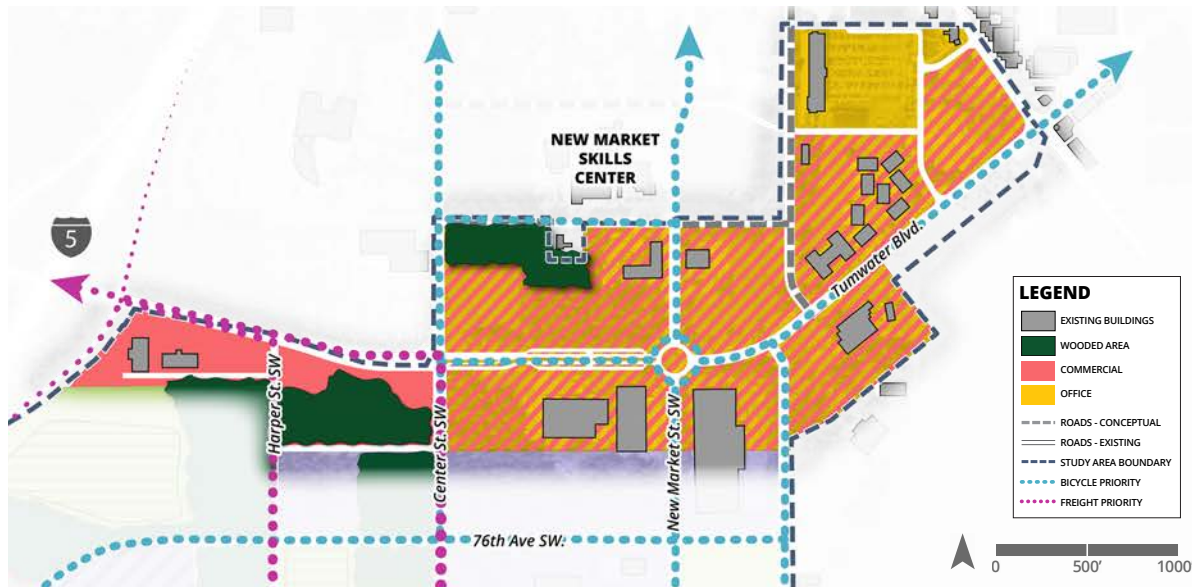 NEW MARKET
SKILLS
CENTER
5
Tumwater Blvd.
Harper St. SW
Center St. SW
New Market St. SW
76th Ave SW.
LEGEND
EXISTING BUILDINGS
WOODED AREA
COMMERCIAL
OFFICE
ROADS - CONCEPTUAL
ROADS - EXISTING
STUDY AREA BOUNDARY
BICYCLE PRIORITY
FREIGHT PRIORITY
0 500’ 1000